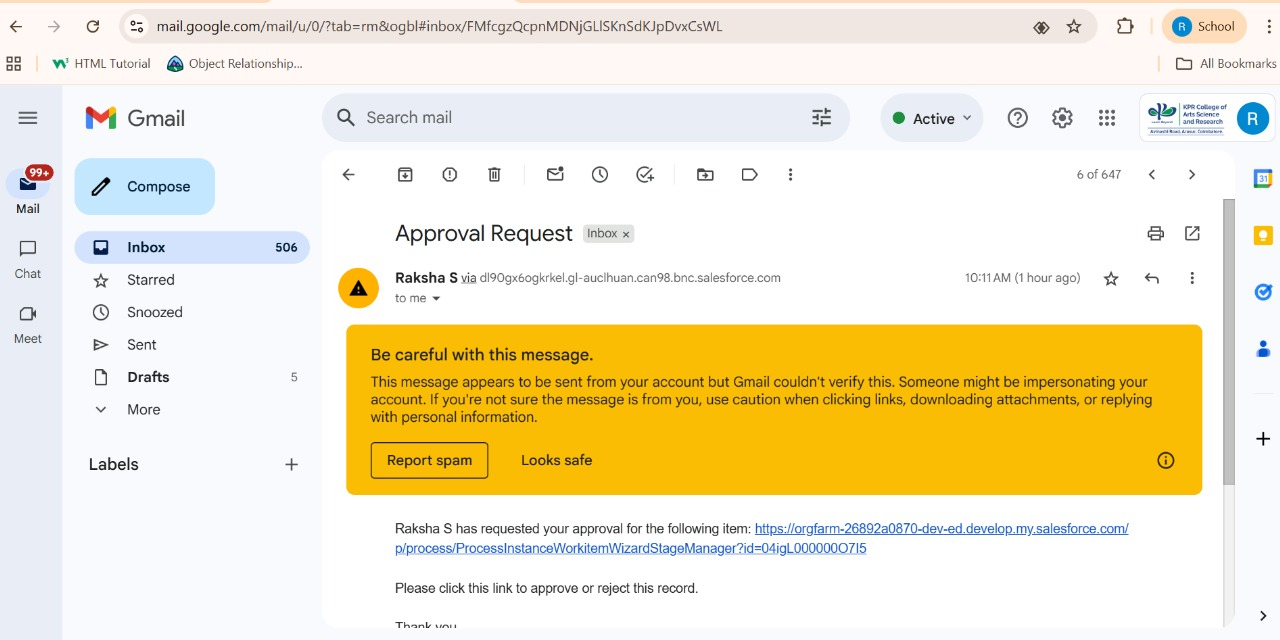 mail.google.com/mail/u/0/?tab=rm&ogbl#inbox/FMfcgzQcpnMDNjGLlSKnSdKJpDvxCsWL
R School
HTML Tutorial
Object Relationship...
All Bookmarks
Gmail
Search mail
Active
KPR College of
Arts Science
and Research
R
99+
Mail
Chat
Meet
Compose
Inbox 506
Starred
Snoozed
Sent
Drafts 5
More
Labels
6 of 647
31
Approval Request Inbox x
Raksha S via dl90gx6ogkrkel.gl-auclhuan.can98.bnc.salesforce.com 10:11 AM (1 hour ago)
to me
Be careful with this message.
This message appears to be sent from your account but Gmail couldn't verify this. Someone might be impersonating your
account. If you're not sure the message is from you, use caution when clicking links, downloading attachments, or replying
with personal information.
Report spam Looks safe
Raksha S has requested your approval for the following item: https://orgfarm-26892a0870-dev-ed.develop.my.salesforce.com/
p/process/ProcessInstanceWorkitemWizardStageManager?id=04igL000000O7I5
Please click this link to approve or reject this record.
Thank you